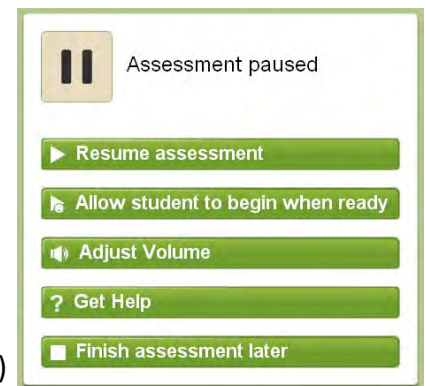 Assessment paused
Resume assessment
Allow student to begin when ready
Adjust Volume
? Get Help
Finish assessment later
)